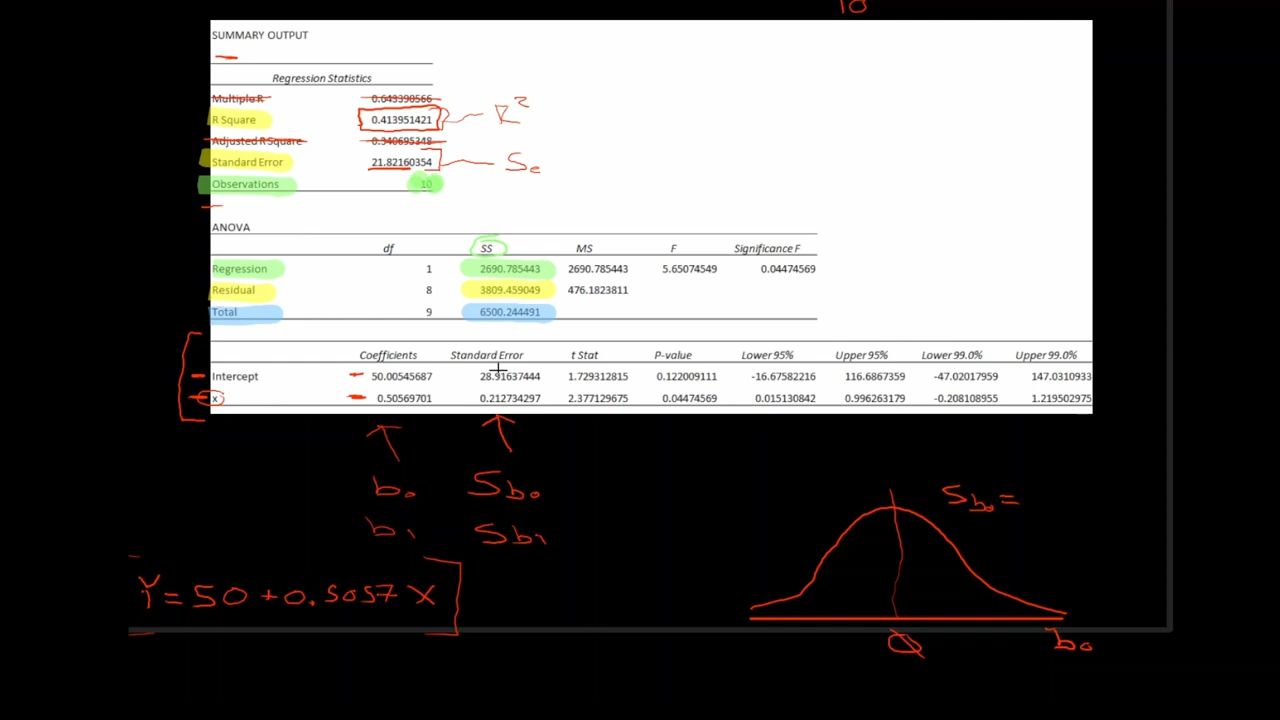 10
SUMMARY OUTPUT
Regression Statistics
Multiple R 0.643390566
R Square 0.413951421 R²
Adjusted R Square 0.340695348
Standard Error 21.82160354 Se
Observations 10
ANOVA
df SS MS F Significance F
Regression 1 2690.785443 2690.785443 5.65074549 0.04474569
Residual 8 3809.459049 476.1823811
Total 9 6500.244491
Coefficients Standard Error t Stat P-value Lower 95% Upper 95% Lower 99.0% Upper 99.0%
Intercept 50.00545687 28.91637444 1.729312815 0.122009111 -16.67582216 116.6867359 -47.02017959 147.0310933
x 0.50569701 0.212734297 2.377129675 0.04474569 0.015130842 0.996263179 -0.208108955 1.219502975
b₀ Sb₀ Sb₀=
b₁ Sb₁
Ŷ=50+0.5057X
b₀